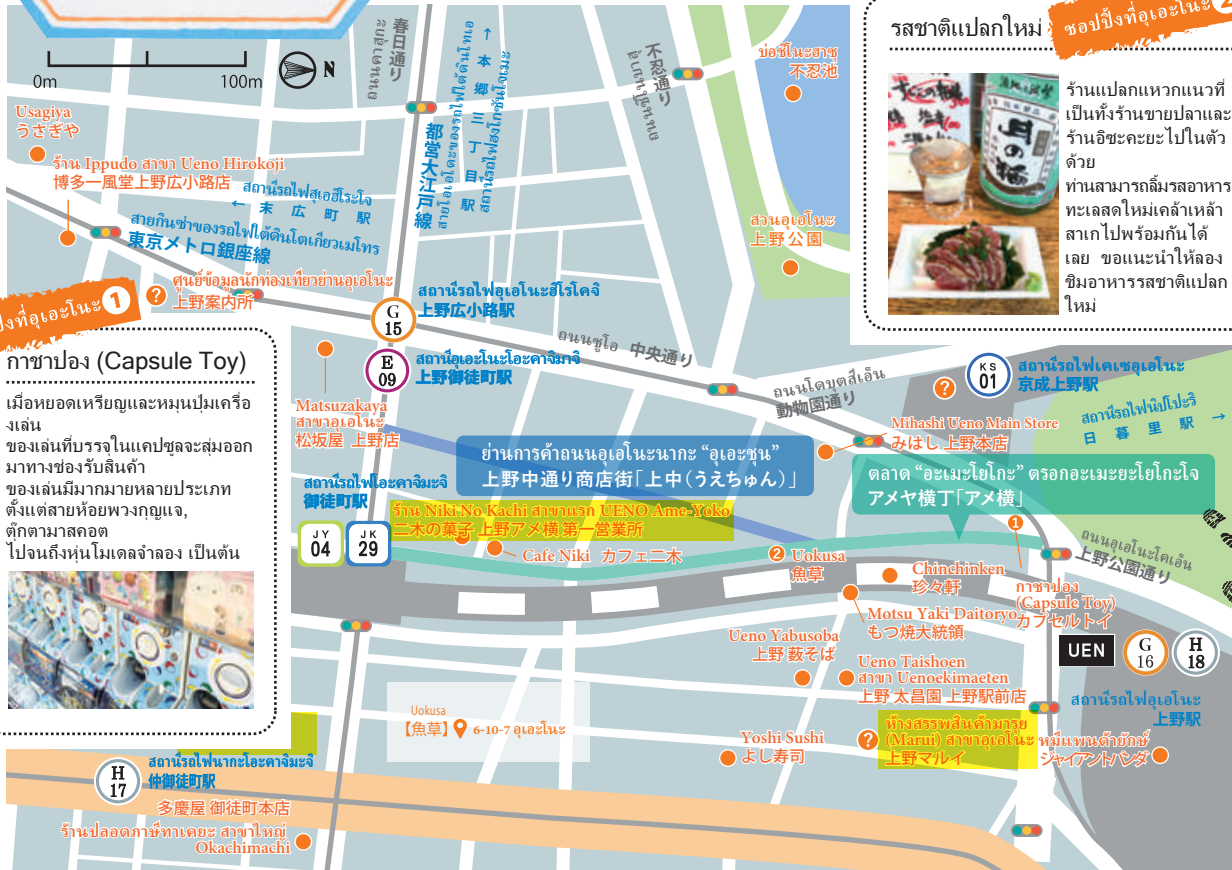 0m
100m
N
Usagiya
うさぎや
ร้าน Ippudo สาขา Ueno Hirokoji
博多一風堂上野広小路店
สถานีรถไฟสุเอฮิโระโจ
← 末広町駅
สายกินซ่าของรถไฟใต้ดินโตเกียวเมโทร
東京メトロ銀座線
ศูนย์ข้อมูลนักท่องเที่ยวย่านอุเอโนะ
上野案内所
?
春日通り
ถนนคาสุกะ
都営大江戸線
สายโอเอโดะของรถไฟใต้ดินโทเอ
↑本郷三丁目駅
สถานีรถไฟฮงโกซันโจเมะ
不忍通り
บ่อชิโนะบาซุ
不忍池
สวนอุเอโนะ
上野公園
รสชาติแปลกใหม่
ชอปปิ้งที่อุเอะโนะ 2
ร้านแปลกแหวกแนวที่
เป็นทั้งร้านขายปลาและ
ร้านอิซะคะยะไปในตัว
ด้วย
ท่านสามารถลิ้มรสอาหาร
ทะเลสดใหม่เคล้าเหล้า
สาเกไปพร้อมกันได้
เลย ขอแนะนำให้ลอง
ชิมอาหารรสชาติแปลก
ใหม่
ปิ้งที่อุเอะโนะ 1
กาชาปอง (Capsule Toy)
เมื่อหยอดเหรียญและหมุนปุ่มเครื่อ
งเล่น
ของเล่นที่บรรจุในแคปซูลจะสุ่มออก
มาทางช่องรับสินค้า
ของเล่นมีมากมายหลายประเภท
ตั้งแต่สายห้อยพวงกุญแจ,
ตุ๊กตามาสคอต
ไปจนถึงหุ่นโมเดลจำลอง เป็นต้น
G
15
สถานีรถไฟอุเอโนะฮิโรโคจิ
上野広小路駅
E
09
สถานีอุเอะโนะโอะคาจิมาจิ
上野御徒町駅
Matsuzakaya
สาขาอุเอโนะ
松坂屋 上野店
ถนนชูโอ 中央通り
ถนนโดบุตสึเอ็น
動物園通り
?
KS
01
สถานีรถไฟเคเซอุเอโนะ
京成上野駅
สถานีรถไฟนิปโปะริ
日暮里駅 →
Mihashi Ueno Main Store
みはし 上野本店
ย่านการค้าถนนอุเอโนะนากะ “อุเอะชุน”
上野中通り商店街「上中(うえちゅん)」
ตลาด “อะเมะโยโกะ” ตรอกอะเมะยะโยโกะโจ
アメヤ横丁「アメ横」
สถานีรถไฟโอะคาจิมะจิ
御徒町駅
JY
04
JK
29
ร้าน Niki No Kachi สาขาแรก UENO Ame-Yoko
二木の菓子 上野アメ横 第一営業所
Cafe Niki カフェ二木
2 Uokusa
魚草
Chinchinken
珍々軒
1
กาชาปอง
(Capsule Toy)
カプセルトイ
ถนนอุเอโนะโคเอ็น
上野公園通り
Motsu Yaki Daitoryo
もつ焼大統領
Ueno Yabusoba
上野 薮そば
Ueno Taishoen
สาขา Uenoekimaeten
上野 太昌園 上野駅前店
UEN
G
16
H
18
สถานีรถไฟอุเอโนะ
上野駅
Uokusa
【魚草】 6-10-7 อุเอะโนะ
Yoshi Sushi
よし寿司
?
ห้างสรรพสินค้ามารุย
(Marui) สาขาอุเอโนะ
上野マルイ
หมีแพนด้ายักษ์
ジャイアントパンダ
H
17
สถานีรถไฟนากะโอะคาจิมะจิ
仲御徒町駅
多慶屋 御徒町本店
ร้านปลอดภาษีทาเคยะ สาขาใหญ่
Okachimachi